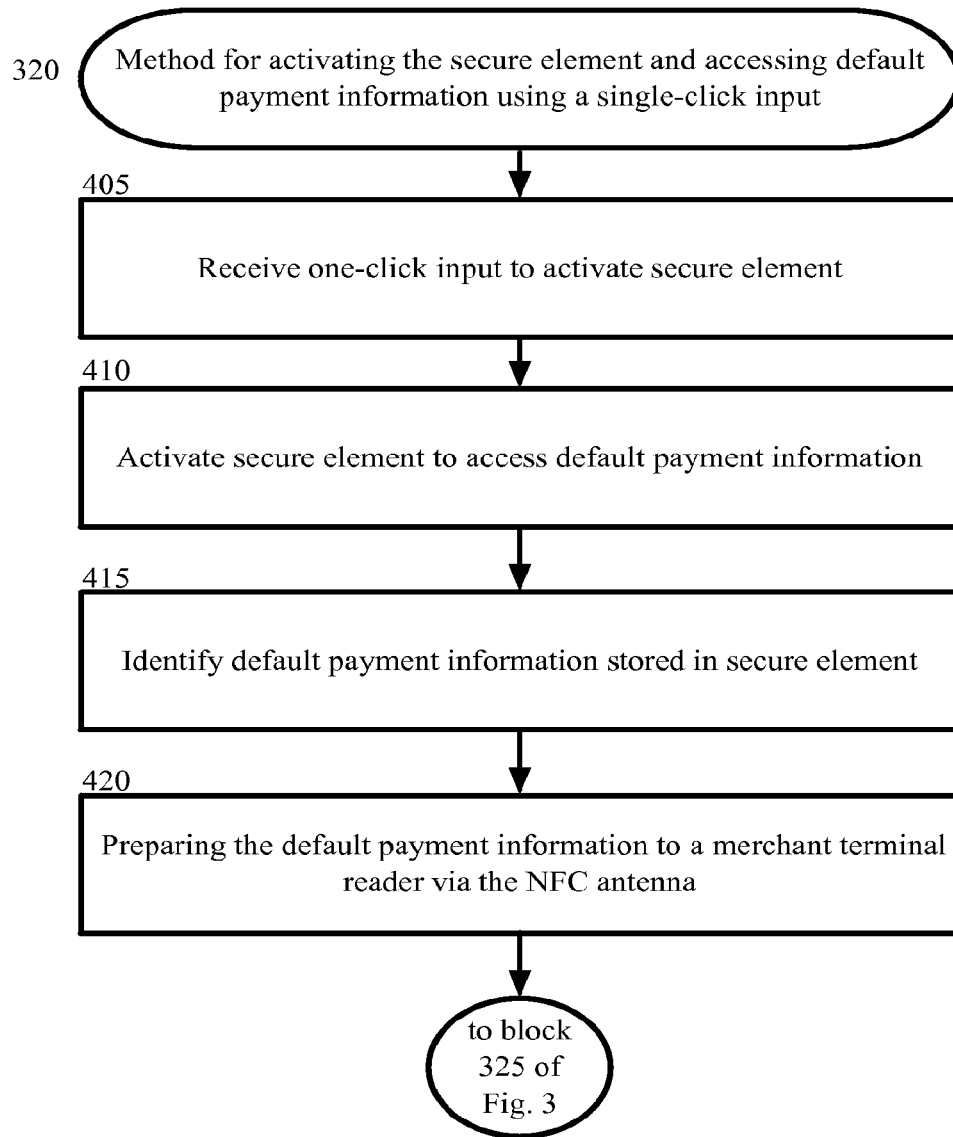 320
Method for activating the secure element and accessing default
payment information using a single-click input
405
Receive one-click input to activate secure element
410
Activate secure element to access default payment information
415
Identify default payment information stored in secure element
420
Preparing the default payment information to a merchant terminal
reader via the NFC antenna
to block
325 of
Fig. 3